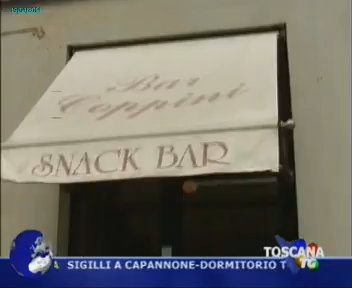 Bar
Coppini
SNACK BAR
TOSCANA
TG
SIGILLI A CAPANNONE-DORMITORIO T